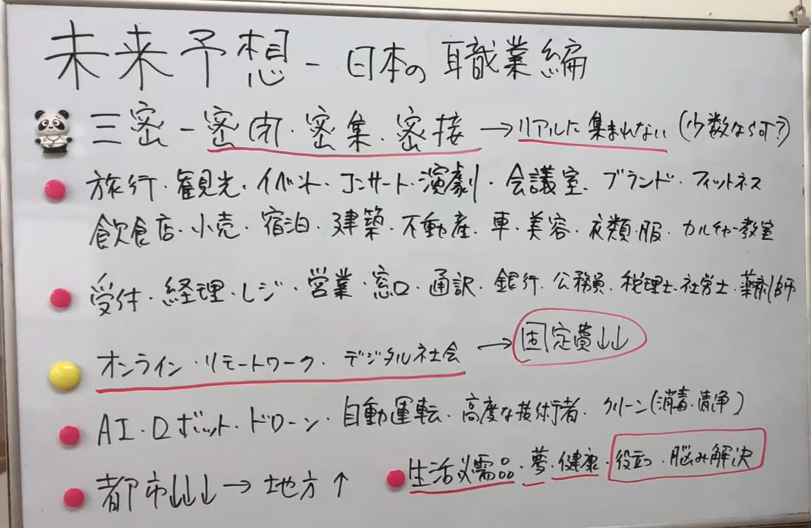 未来予想-日本の職業編
三密-密閉・密集・密接→リアルに集まれない(少数なら可?)
旅行・観光・イベント・コンサート・演劇・会議室・ブランド・フィットネス
飲食店・小売・宿泊・建築・不動産・車・美容・衣類・服・カルチャー教室
受付・経理・レジ・営業・窓口・通訳・銀行・公務員・税理士・社労士・薬剤師
オンライン・リモートワーク・デジタル社会→固定費↓↓
AI・ロボット・ドローン・自動運転・高度な技術者・クリーン(消毒・清浄)
都市↓↓↓→地方↑ 生活必需品・夢・健康・役立つ・脳み解決